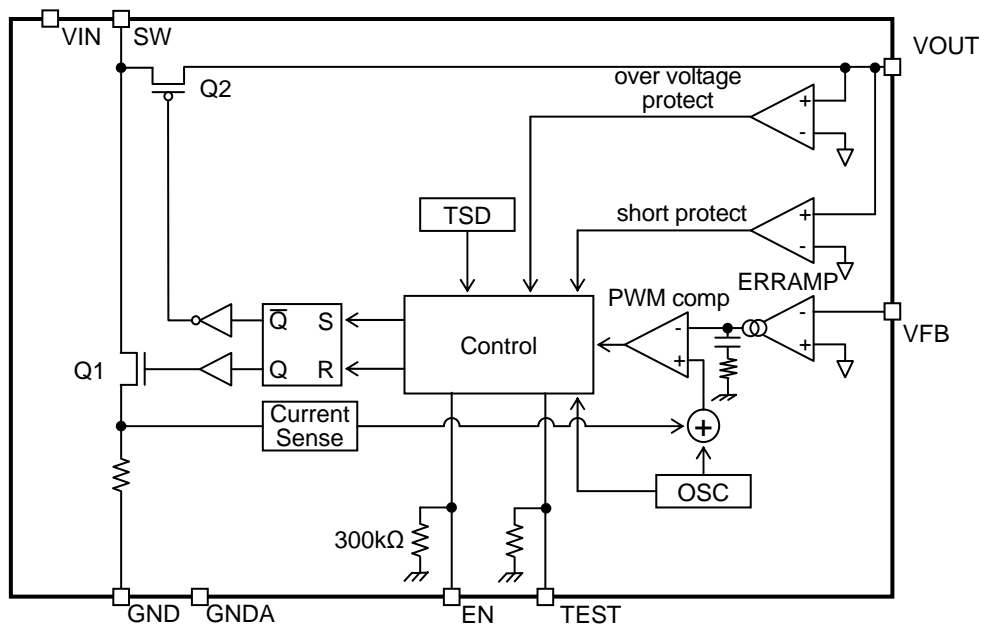 VIN
SW
VOUT
Q2
over voltage
protect
+
-
TSD
short protect
+
-
ERRAMP
PWM comp
Q̅ S
Q R
Control
-
+
-
+
VFB
Q1
Current
Sense
+
OSC
300kΩ
GND
GNDA
EN
TEST